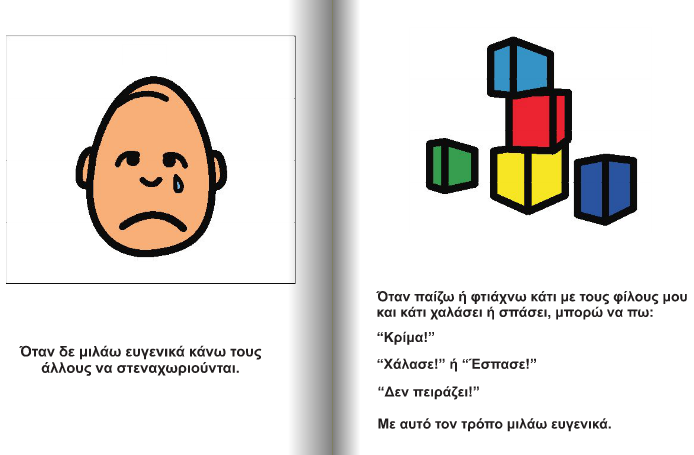 Όταν δε μιλάω ευγενικά κάνω τους
άλλους να στεναχωριούνται.
Όταν παίζω ή φτιάχνω κάτι με τους φίλους μου
και κάτι χαλάσει ή σπάσει, μπορώ να πω:
“Κρίμα!”
“Χάλασε!” ή “Έσπασε!”
“Δεν πειράζει!”
Με αυτό τον τρόπο μιλάω ευγενικά.